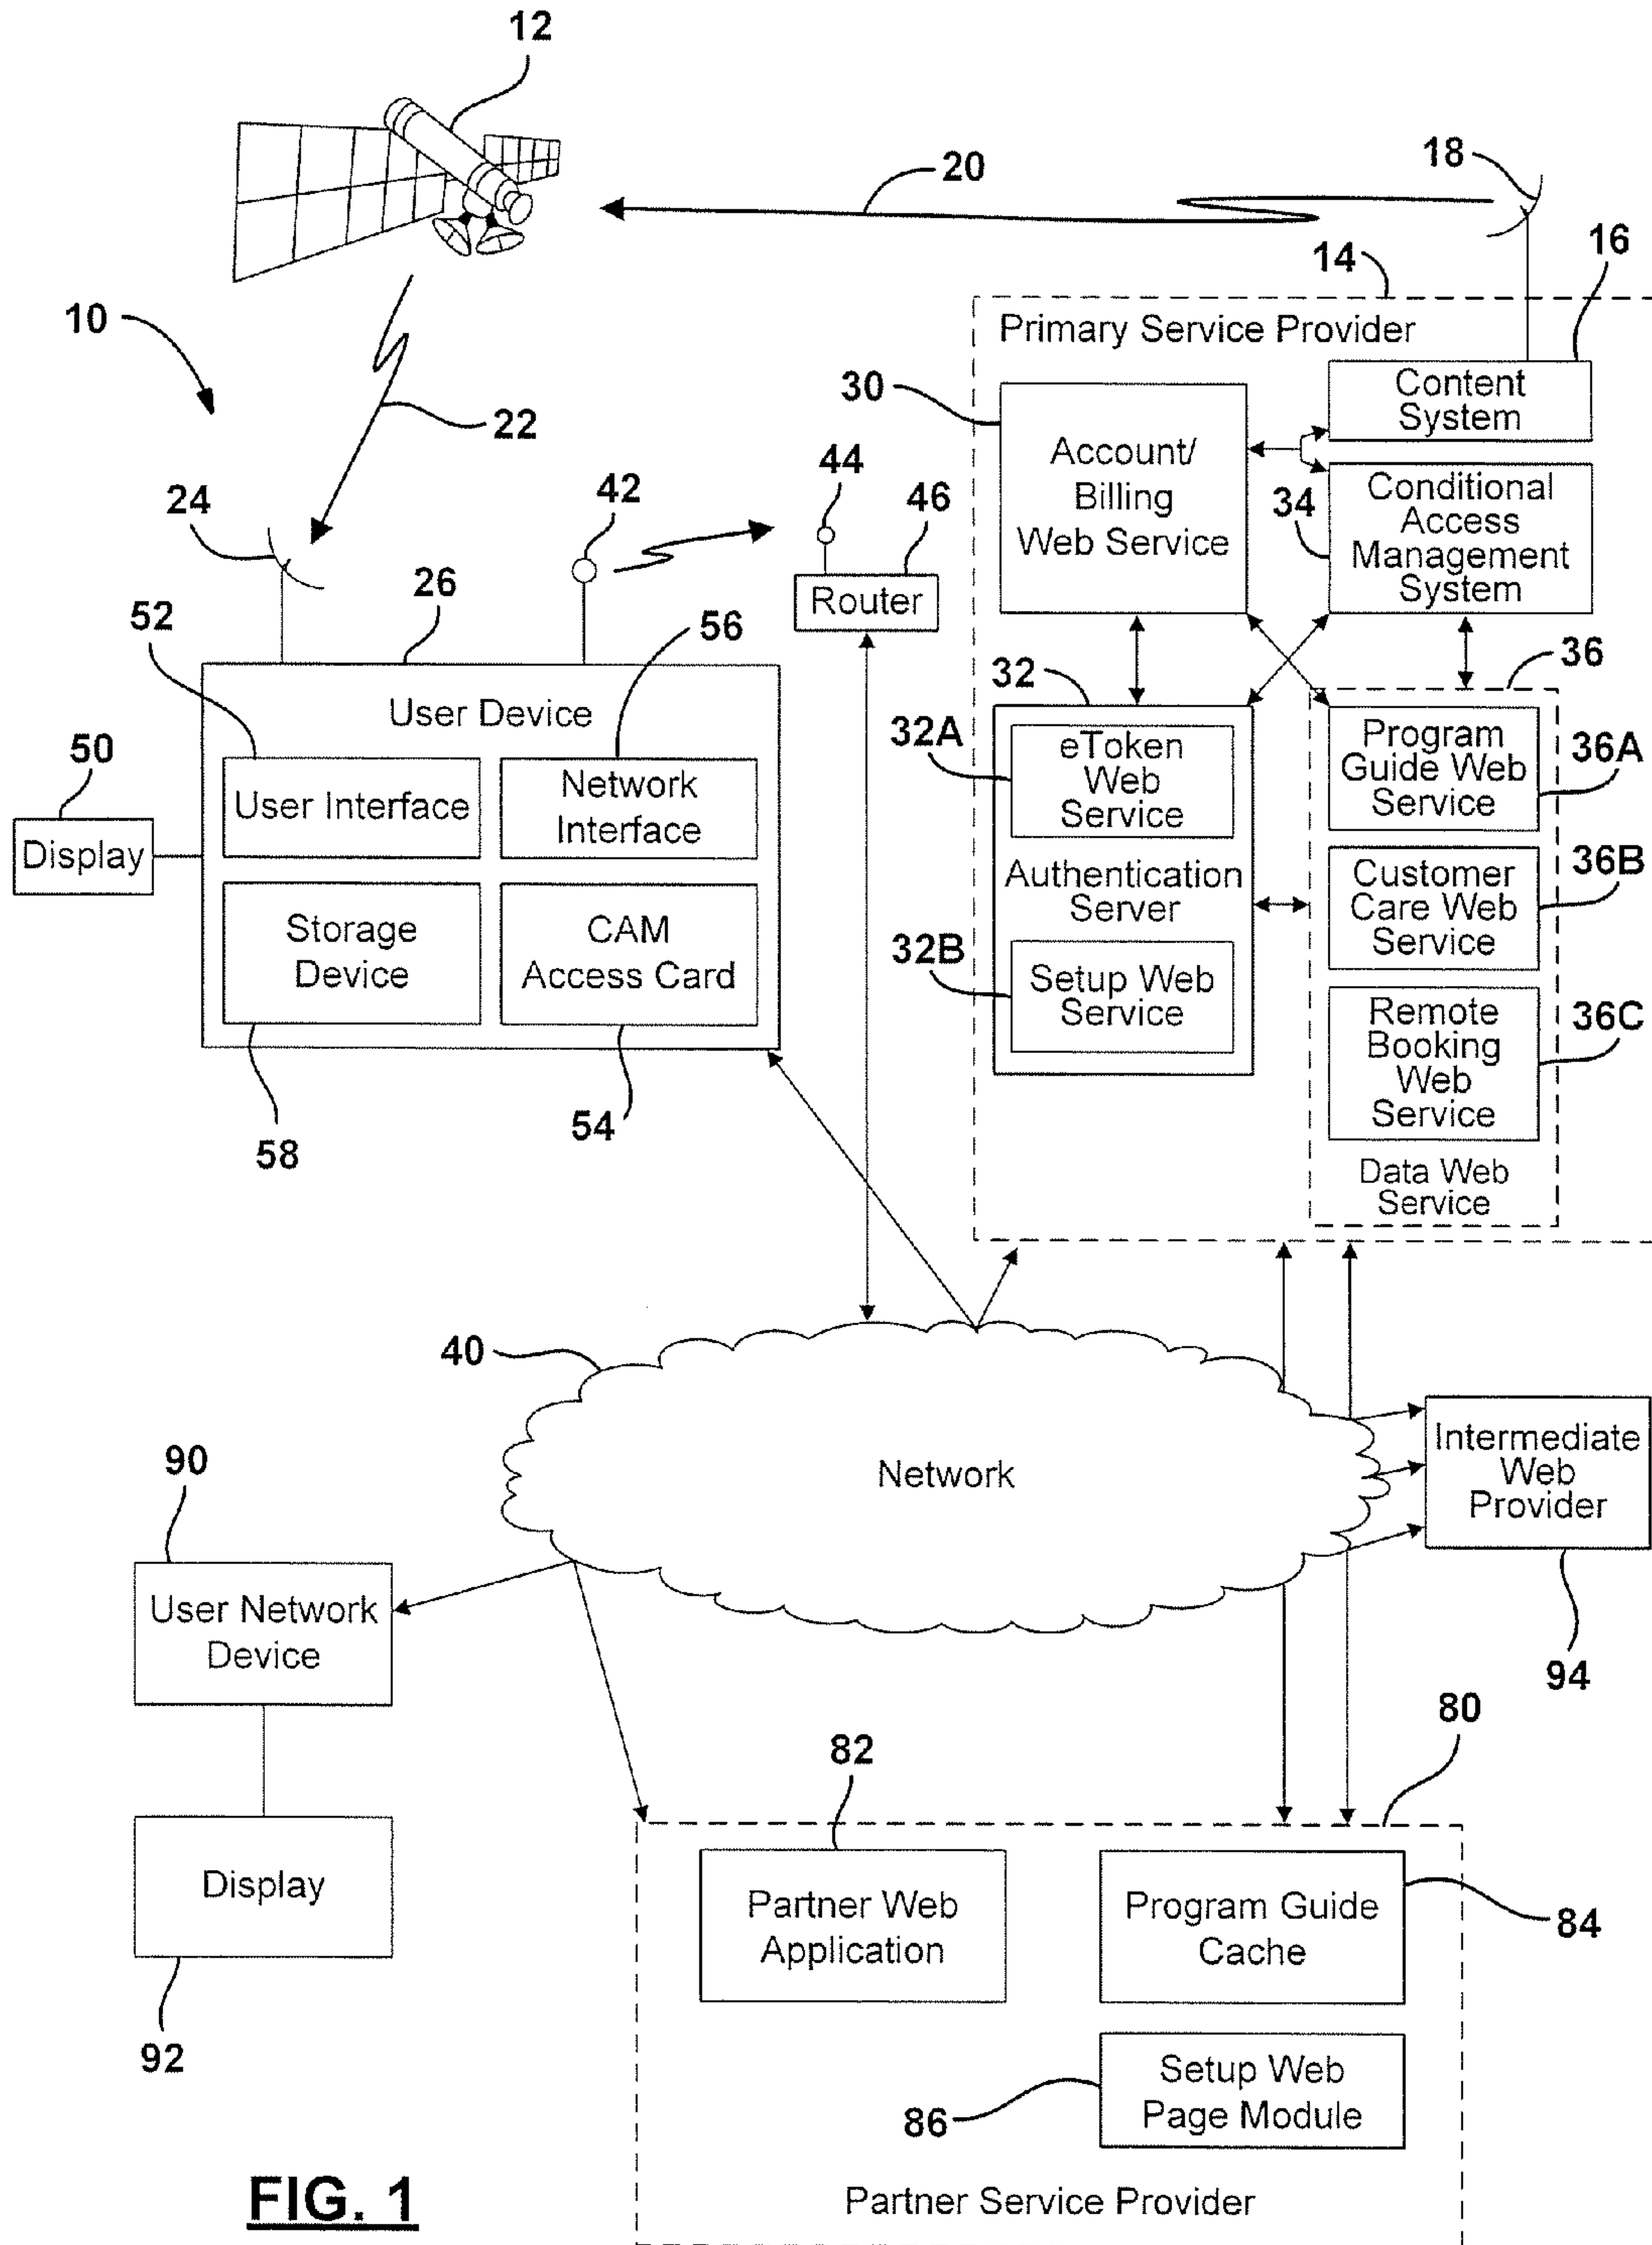 12
20
18
16
14
10
Primary Service Provider
30
Content
System
22
Account/
Billing
Web Service
44
42
46
34
Conditional
Access
Management
System
24
26
Router
52
56
32
36
User Device
32A
eToken
Web
Service
Program
Guide Web
Service
36A
50
User Interface
Network
Interface
Display
Authentication
Server
Customer
Care Web
Service
36B
Storage
Device
CAM
Access Card
32B
Setup Web
Service
Remote
Booking
Web
Service
36C
58
54
Data Web
Service
40
Network
Intermediate
Web
Provider
90
User Network
Device
94
80
82
Display
Partner Web
Application
Program Guide
Cache
84
92
Setup Web
Page Module
86
FIG. 1
Partner Service Provider